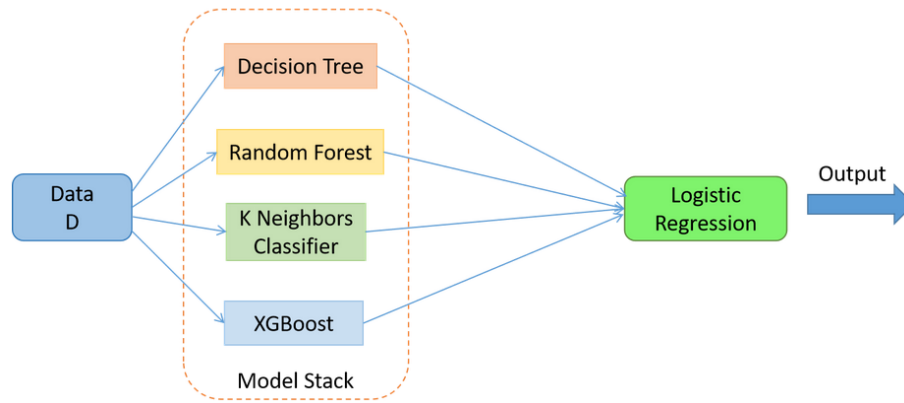 Data
D
Decision Tree
Random Forest
K Neighbors
Classifier
XGBoost
Model Stack
Logistic
Regression
Output